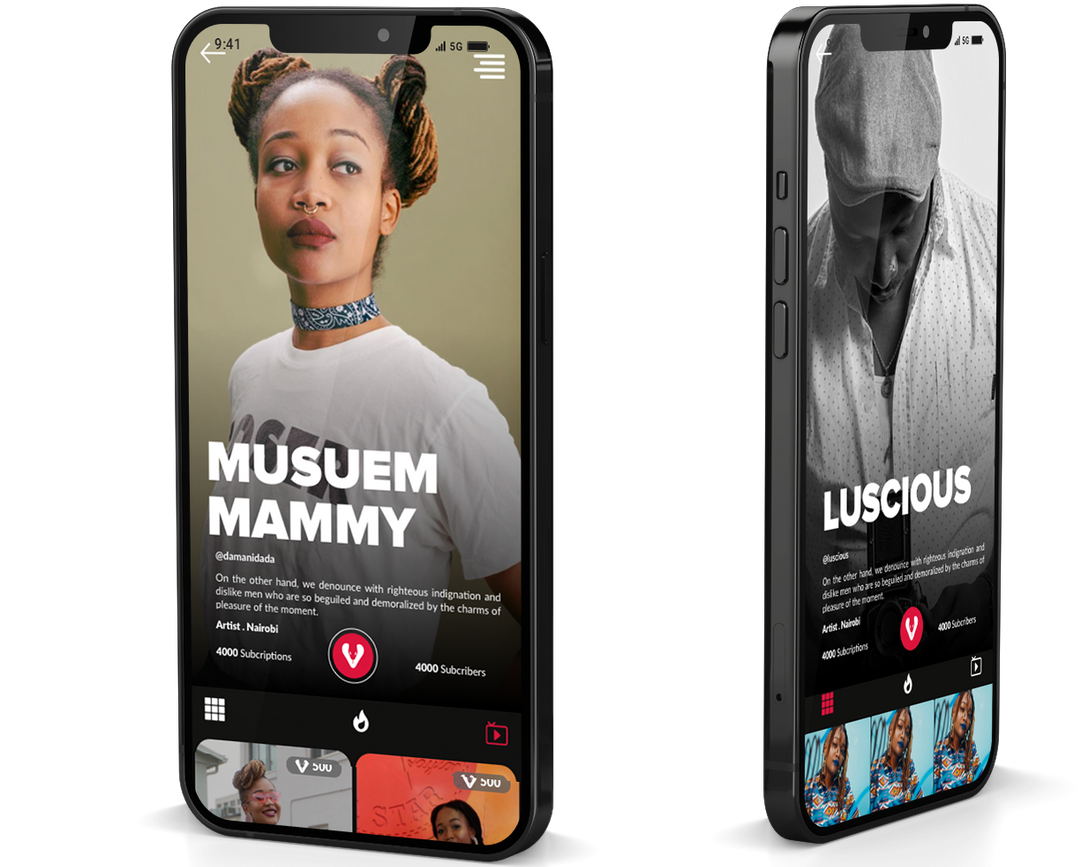 9:41
5G
MUSUEM
MAMMY
@damanidada
On the other hand, we denounce with righteous indignation and
dislike men who are so beguiled and demoralized by the charms of
pleasure of the moment.
Artist . Nairobi
4000 Subcriptions
4000 Subcribers
500
500
STAR
5G
LUSCIOUS
@luscious
On the other hand, we denounce with righteous indignation and
dislike men who are so beguiled and demoralized by the charms of
pleasure of the moment.
Artist . Nairobi
4000 Subcriptions
4000 Subcribers